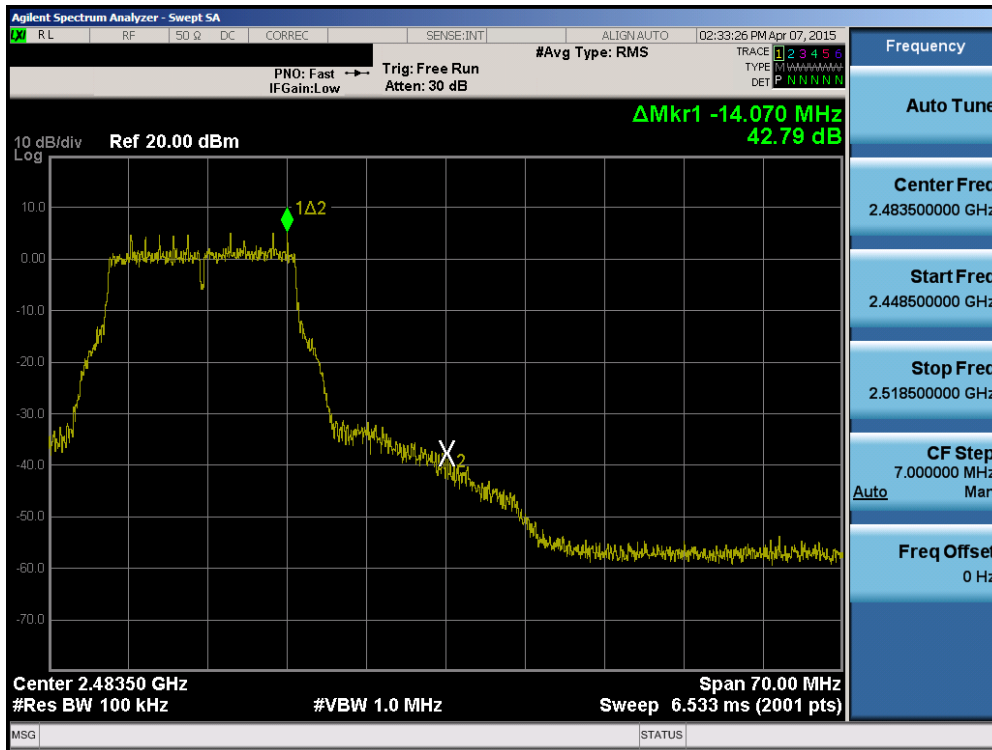 Agilent Spectrum Analyzer - Swept SA
LXI RL RF 50 Ω DC CORREC SENSE:INT ALIGN AUTO 02:33:26 PM Apr 07, 2015
PNO: Fast
IFGain:Low
Trig: Free Run
Atten: 30 dB
#Avg Type: RMS
TRACE 1 2 3 4 5 6
TYPE M WWWWW
DET P N N N N N
ΔMkr1 -14.070 MHz
42.79 dB
10 dB/div Ref 20.00 dBm
Log
10.0
0.00
-10.0
-20.0
-30.0
-40.0
-50.0
-60.0
-70.0
1Δ2
X2
Center 2.48350 GHz Span 70.00 MHz
#Res BW 100 kHz #VBW 1.0 MHz Sweep 6.533 ms (2001 pts)
MSG STATUS
Frequency
Auto Tune
Center Freq
2.483500000 GHz
Start Freq
2.448500000 GHz
Stop Freq
2.518500000 GHz
CF Step
7.000000 MHz
Auto Man
Freq Offset
0 Hz